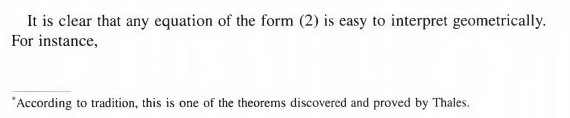 It is clear that any equation of the form (2) is easy to interpret geometrically.
For instance,
*According to tradition, this is one of the theorems discovered and proved by Thales.